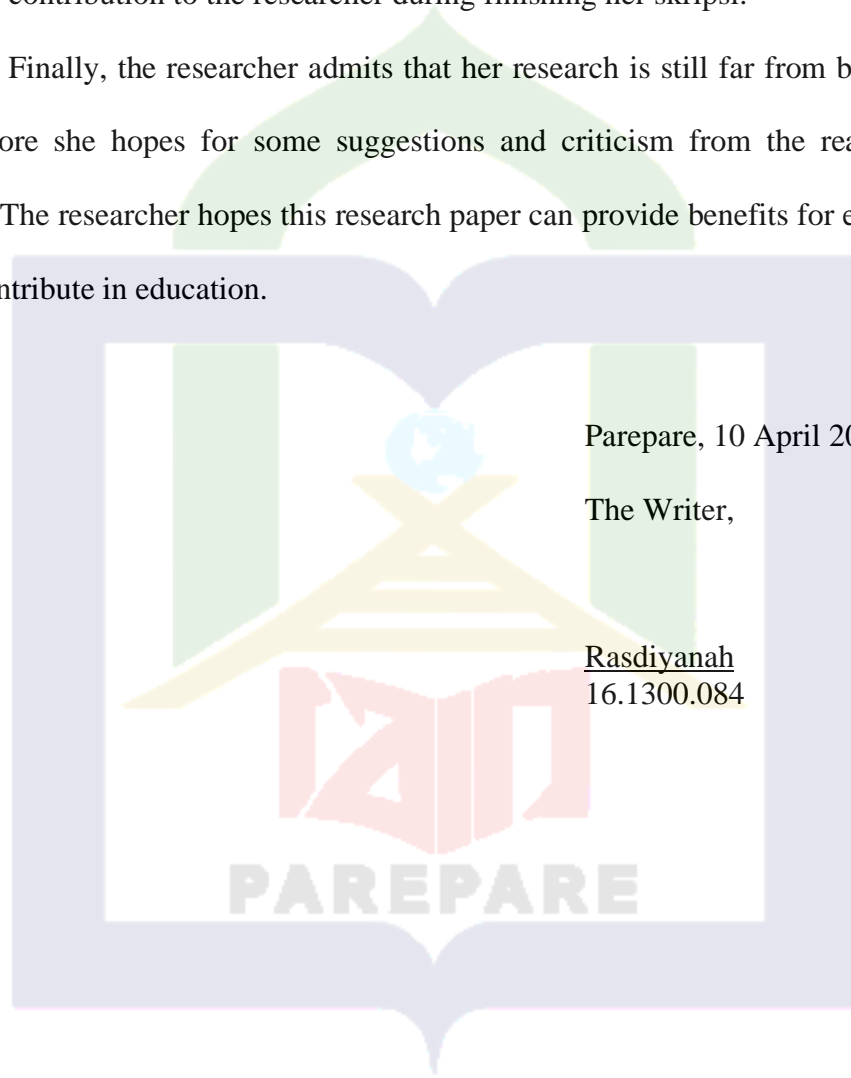 contribution to the researcher during finishing her skripsi.
Finally, the researcher admits that her research is still far from b
ore she hopes for some suggestions and criticism from the rea
The researcher hopes this research paper can provide benefits for e
ntribute in education.
Parepare, 10 April 20
The Writer,
Rasdiyanah
16.1300.084
PAREPARE